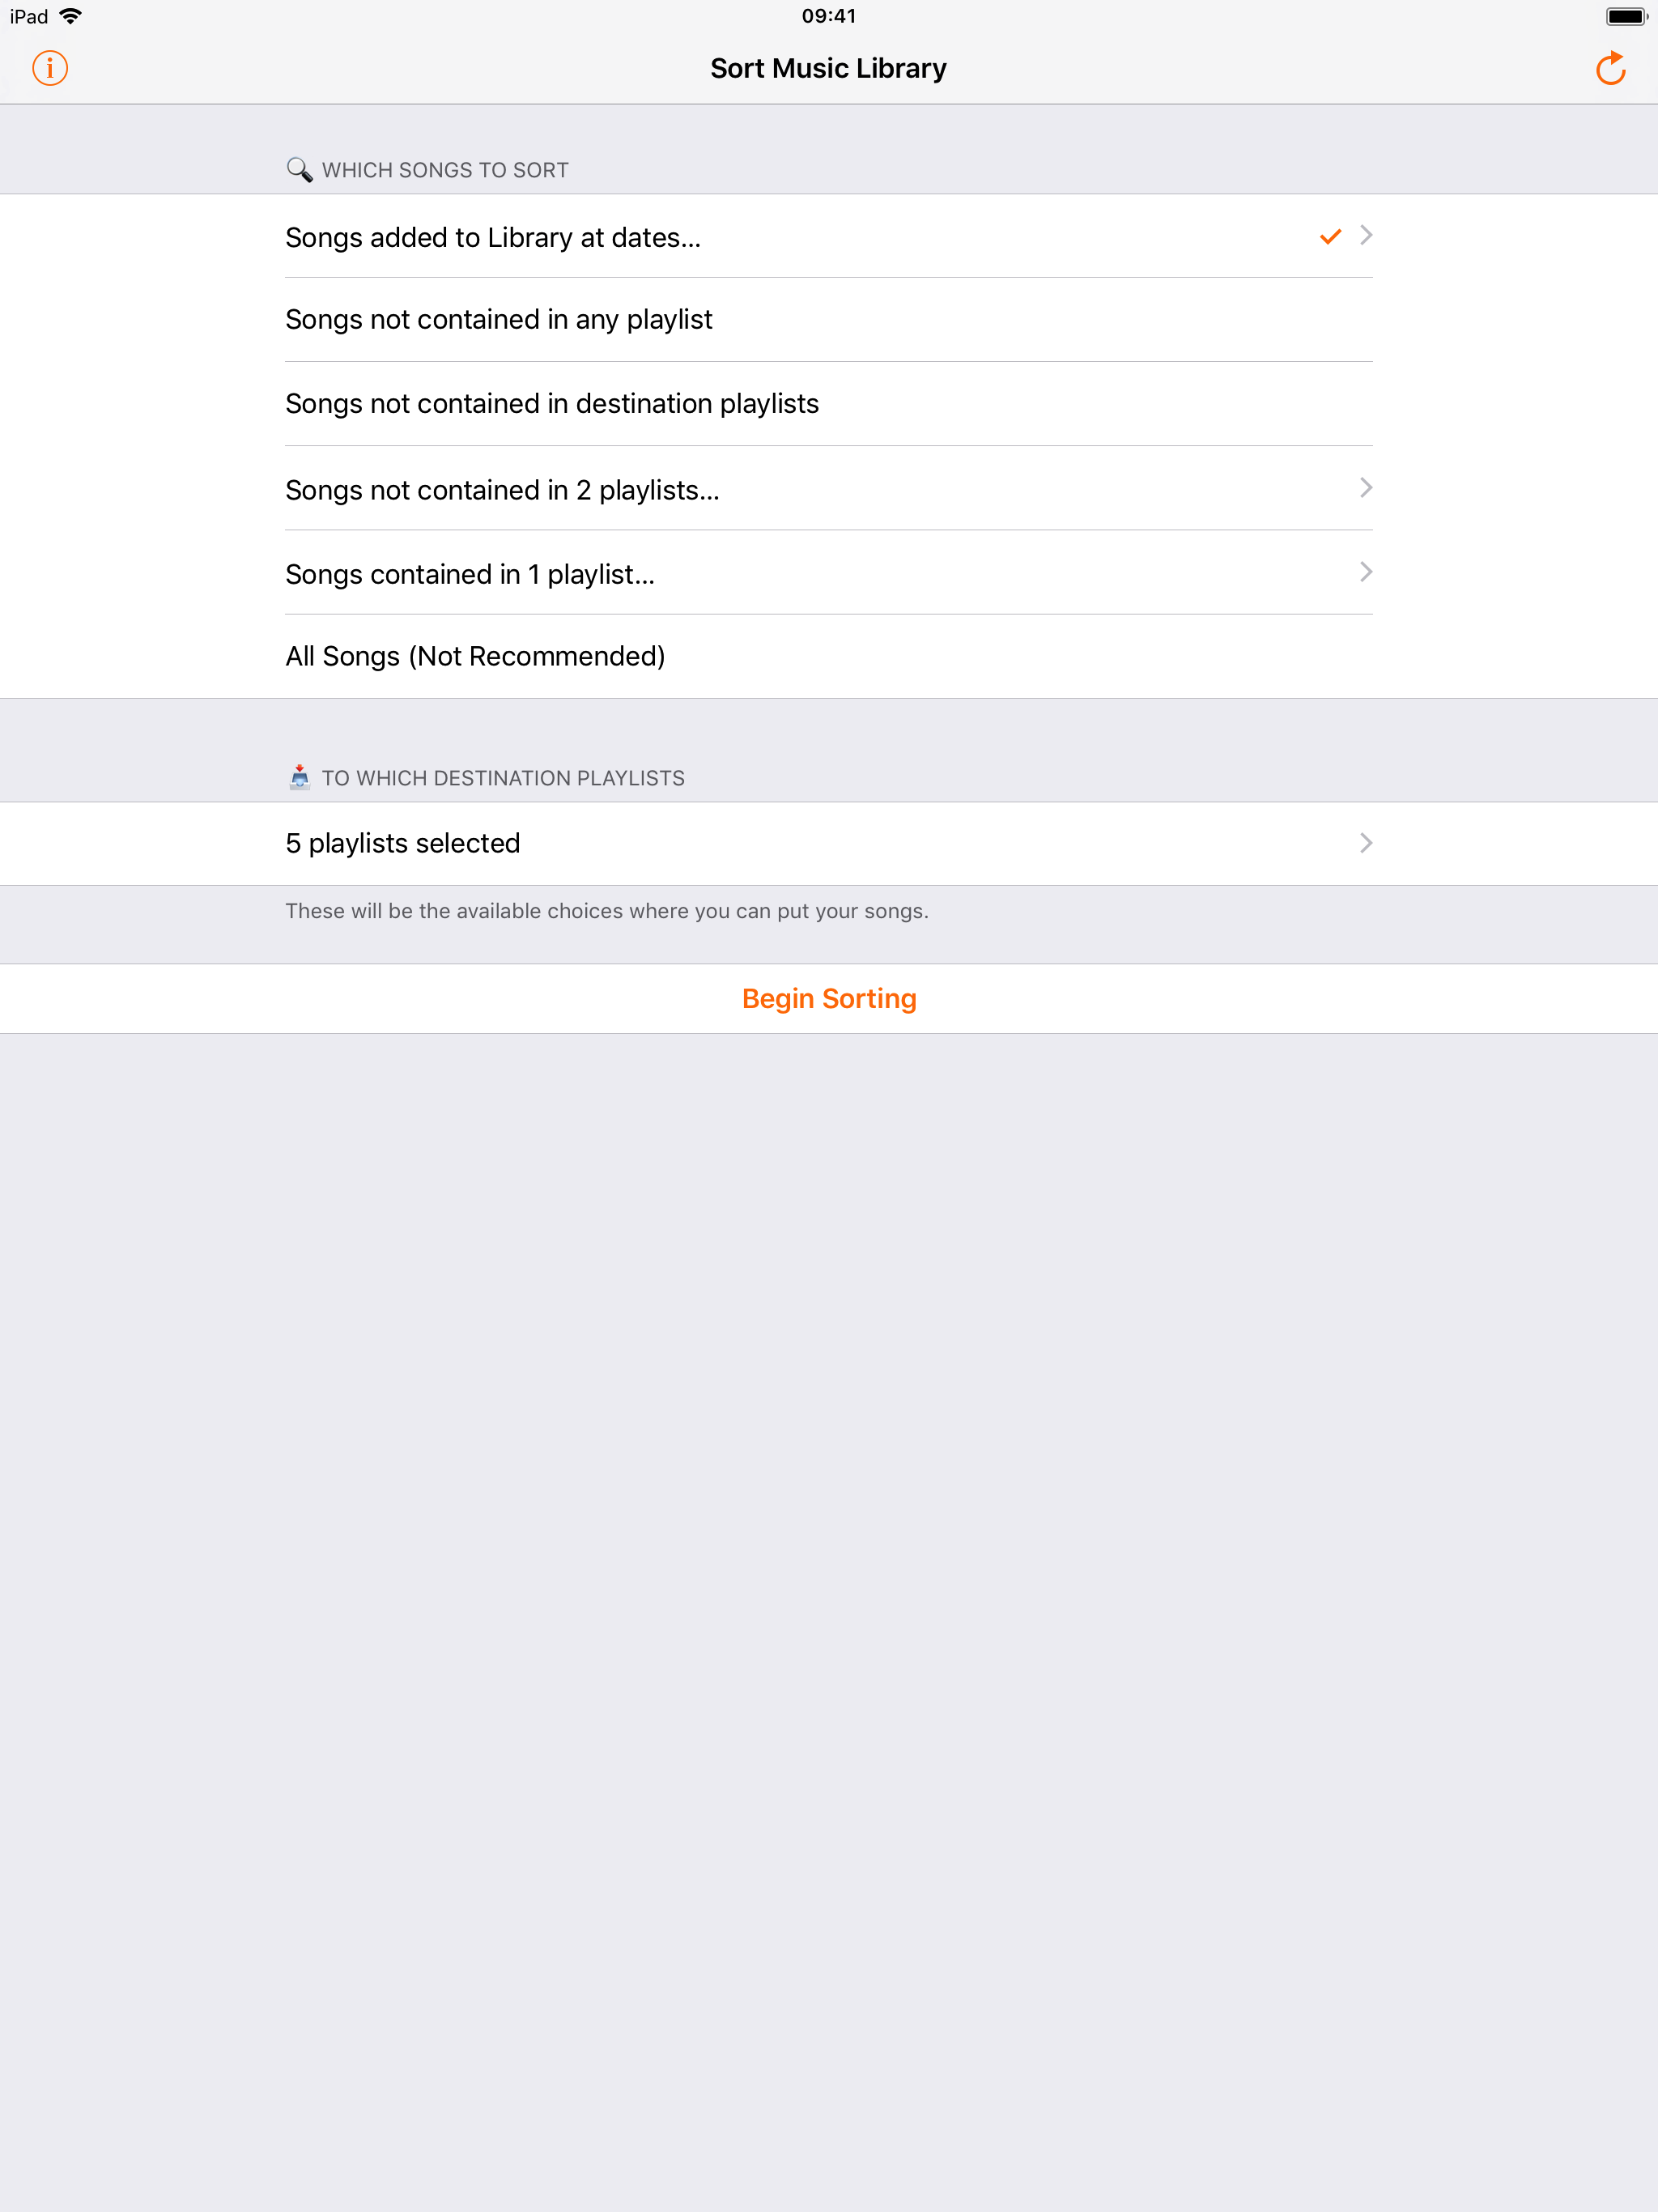 iPad 09:41
Sort Music Library
WHICH SONGS TO SORT
Songs added to Library at dates...
Songs not contained in any playlist
Songs not contained in destination playlists
Songs not contained in 2 playlists...
Songs contained in 1 playlist...
All Songs (Not Recommended)
TO WHICH DESTINATION PLAYLISTS
5 playlists selected
These will be the available choices where you can put your songs.
Begin Sorting